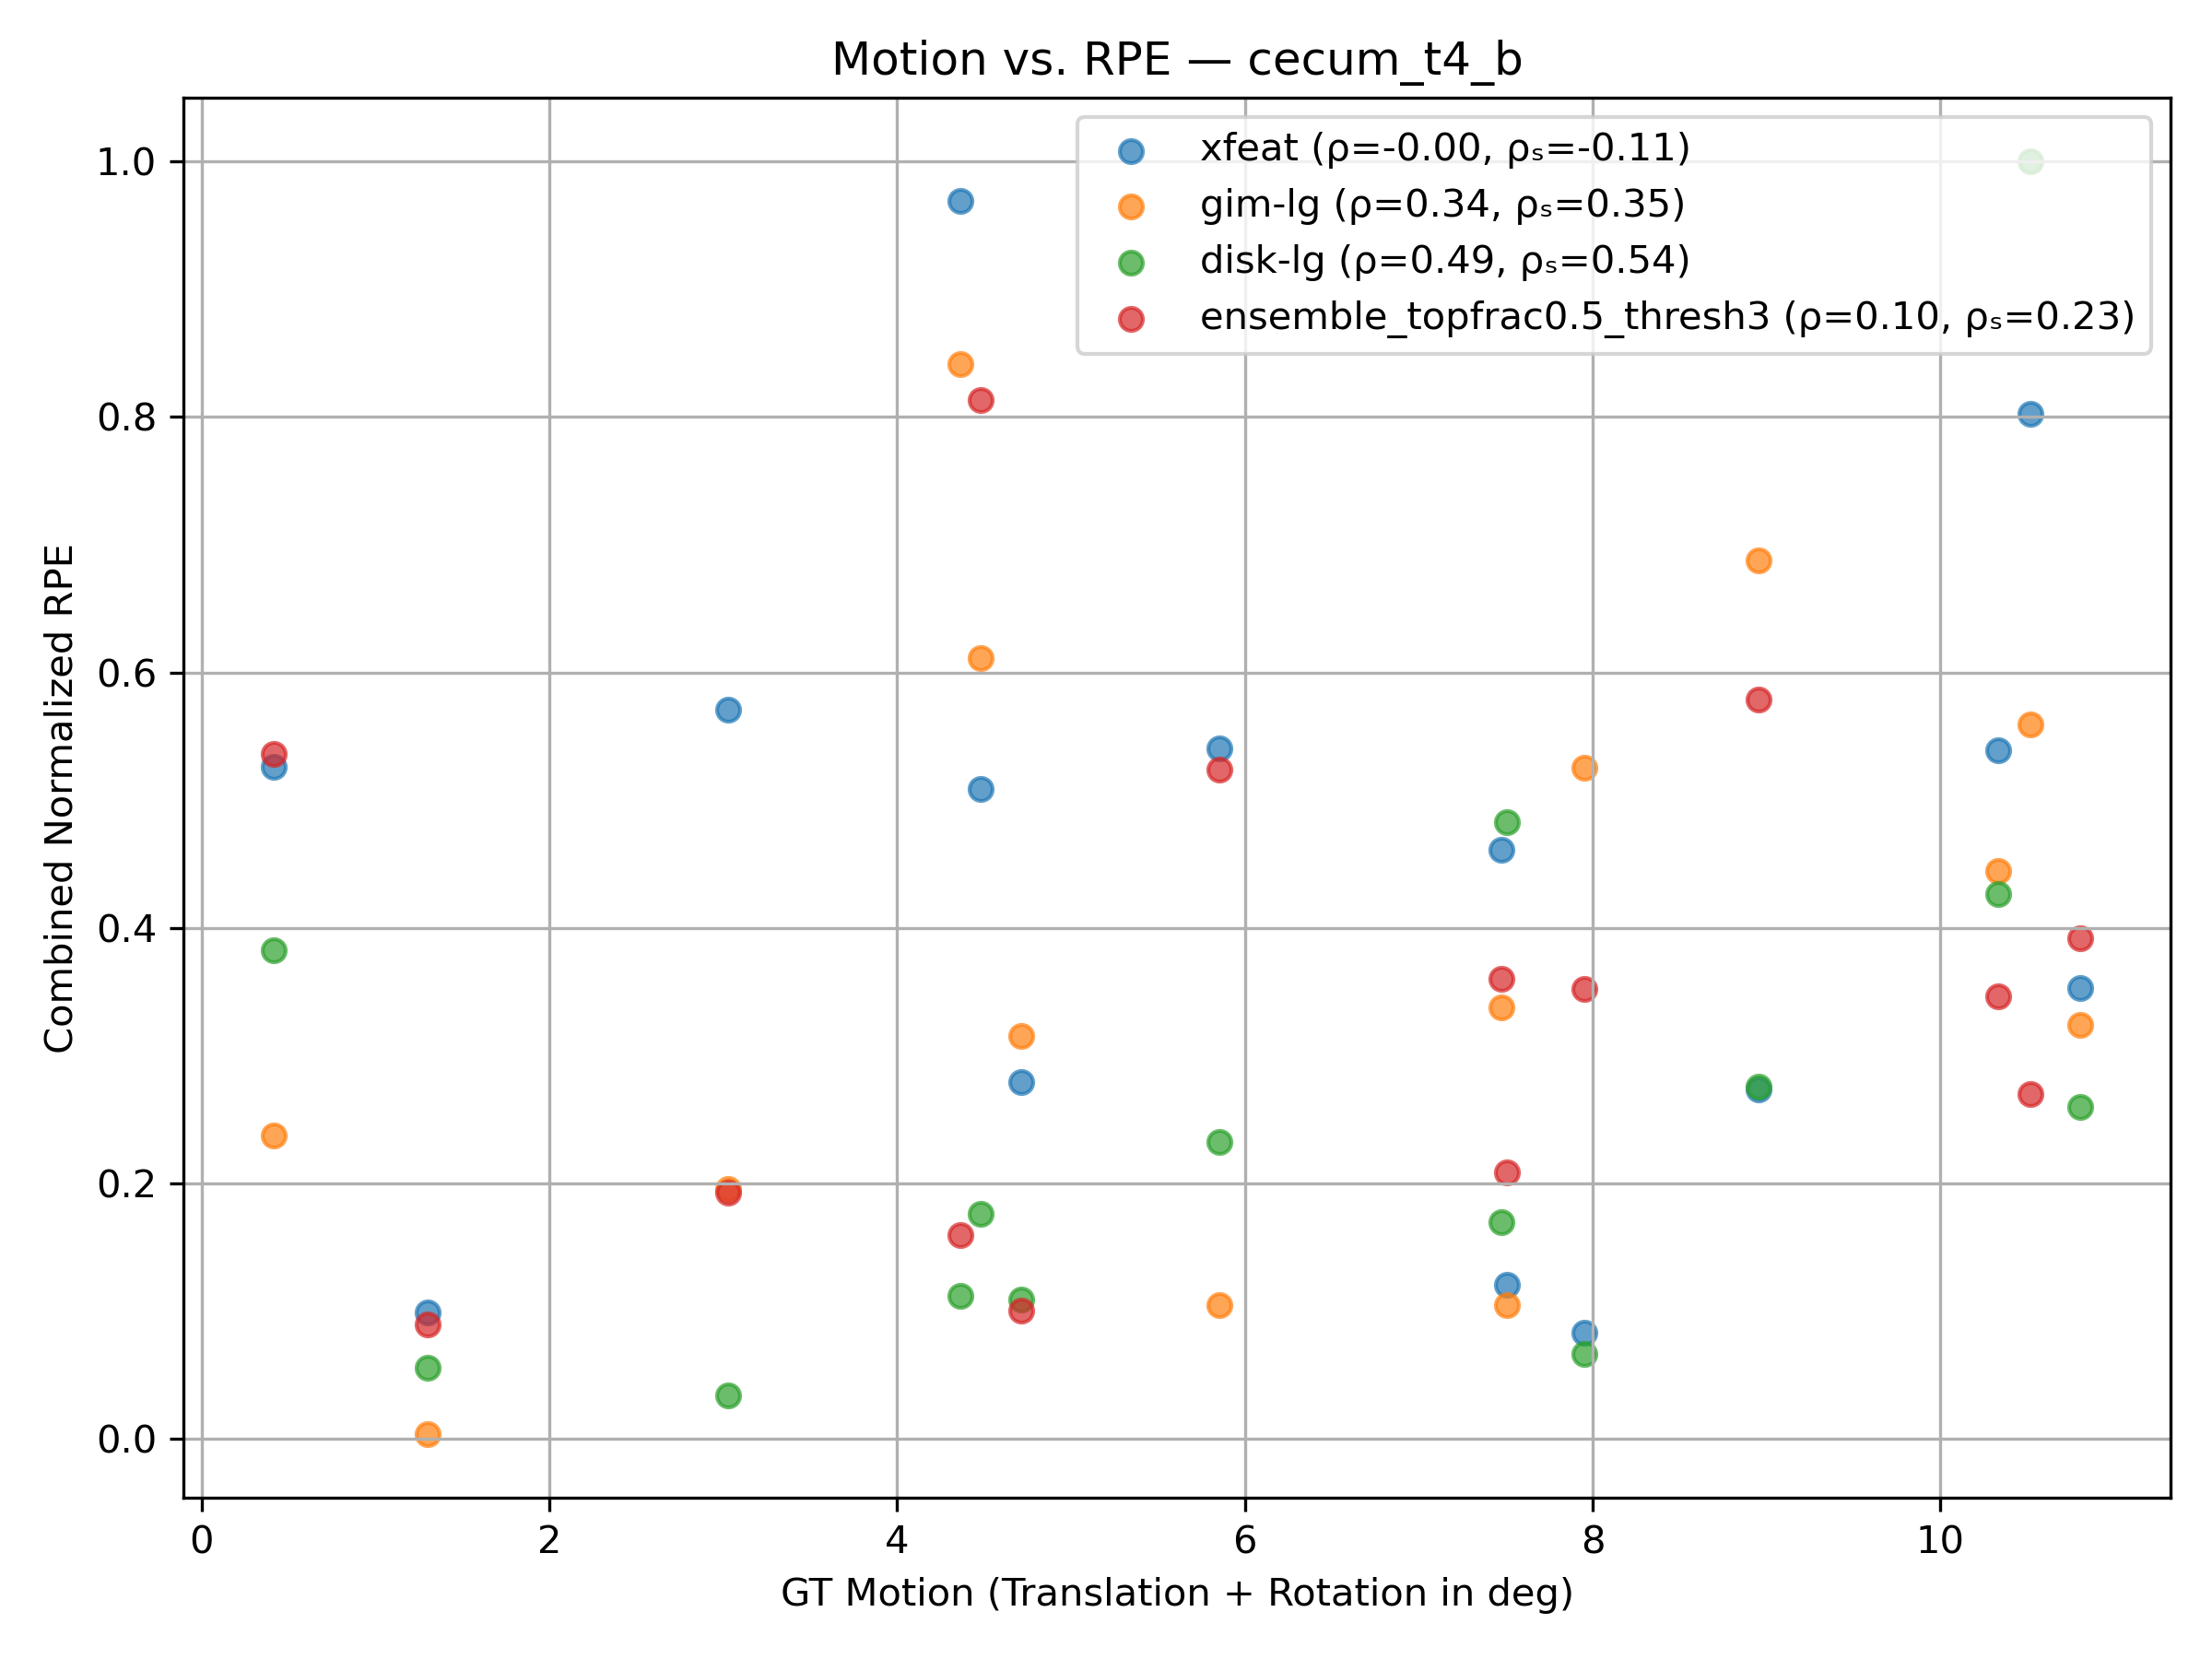 Motion vs. RPE — cecum_t4_b
xfeat (ρ=-0.00, ρₛ=-0.11)
gim-lg (ρ=0.34, ρₛ=0.35)
disk-lg (ρ=0.49, ρₛ=0.54)
ensemble_topfrac0.5_thresh3 (ρ=0.10, ρₛ=0.23)
Combined Normalized RPE
1.0
0.8
0.6
0.4
0.2
0.0
0 2 4 6 8 10
GT Motion (Translation + Rotation in deg)